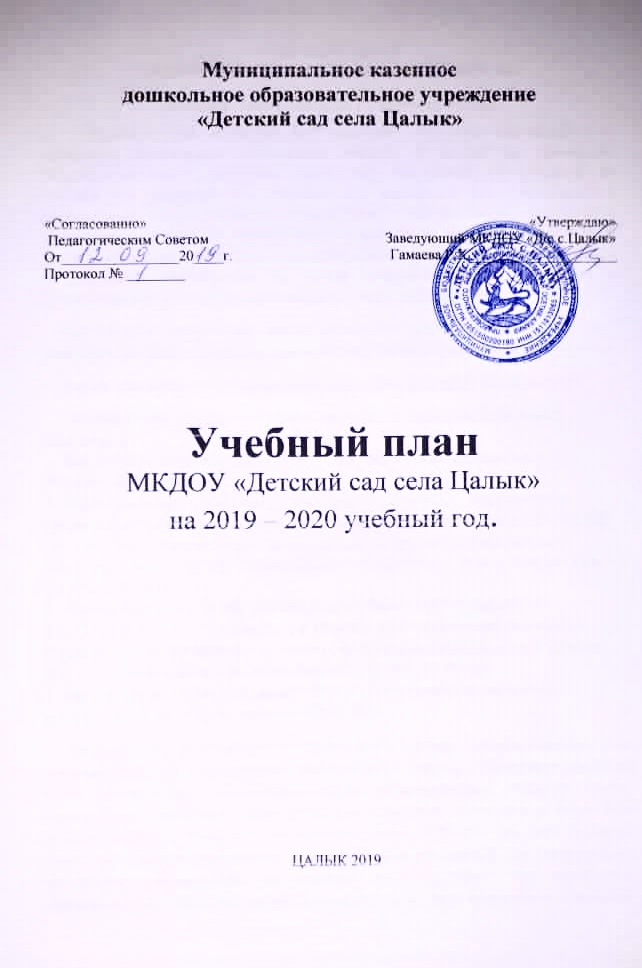 Муниципальное казенное
дошкольное образовательное учреждение
«Детский сад села Цалык»
«Согласованно»
Педагогическим Советом
От 12 09 2019 г.
Протокол № 1
«Утверждаю»
Заведующий МКДОУ «Д/с с.Цалык»
Гамаева
Учебный план
МКДОУ «Детский сад села Цалык»
на 2019 – 2020 учебный год.
ЦАЛЫК 2019